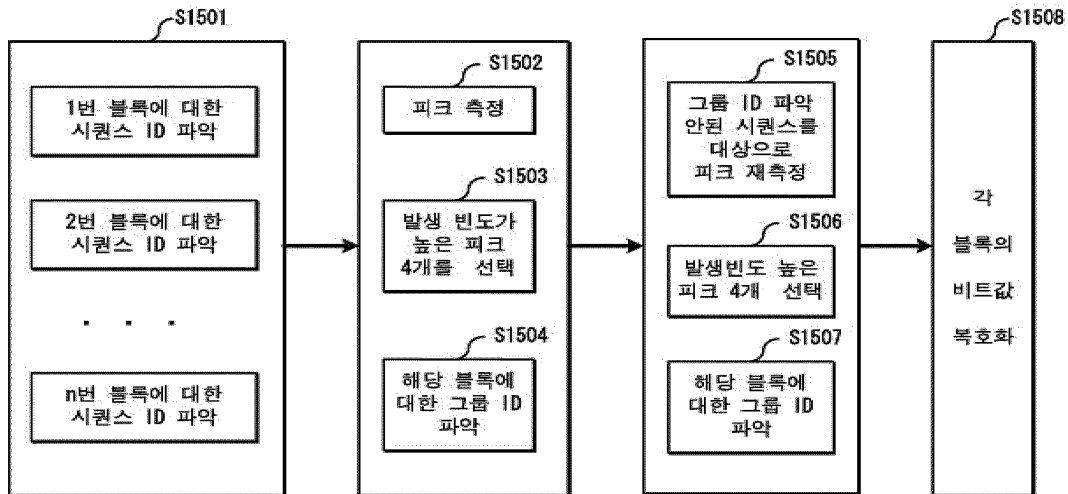 S1501
1번 블록에 대한
시퀀스 ID 파악
2번 블록에 대한
시퀀스 ID 파악
. . .
n번 블록에 대한
시퀀스 ID 파악
S1502
피크 측정
S1503
발생 빈도가
높은 피크
4개를 선택
S1504
해당 블록에
대한 그룹 ID
파악
S1505
그룹 ID 파악
안된 시퀀스를
대상으로
피크 재측정
S1506
발생빈도 높은
피크 4개 선택
S1507
해당 블록에
대한 그룹 ID
파악
S1508
각
블록의
비트값
복호화